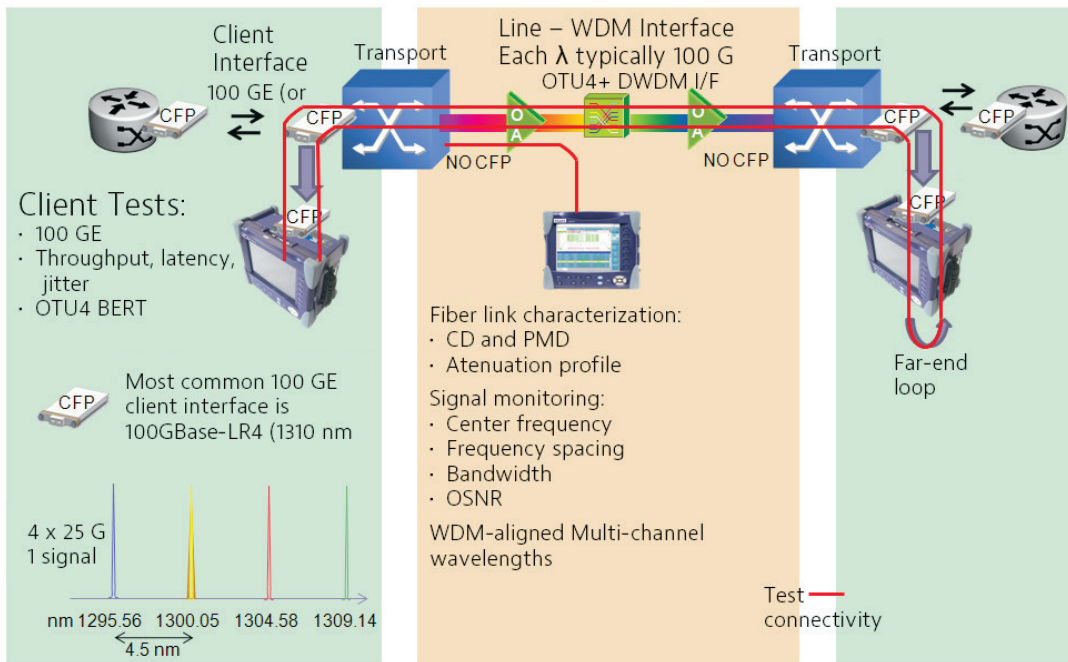 Client
Interface
100 GE (or
Transport
Line – WDM Interface
Each λ typically 100 G
OTU4+ DWDM I/F
Transport
CFP
CFP
O
A
O
A
CFP
CFP
NO CFP
NO CFP
CFP
CFP
Client Tests:
· 100 GE
· Throughput, latency,
jitter
· OTU4 BERT
Fiber link characterization:
· CD and PMD
· Atenuation profile
Signal monitoring:
· Center frequency
· Frequency spacing
· Bandwidth
· OSNR
WDM-aligned Multi-channel
wavelengths
Far-end
loop
CFP
Most common 100 GE
client interface is
100GBase-LR4 (1310 nm
4 x 25 G
1 signal
nm 1295.56 1300.05 1304.58 1309.14
4.5 nm
Test
connectivity